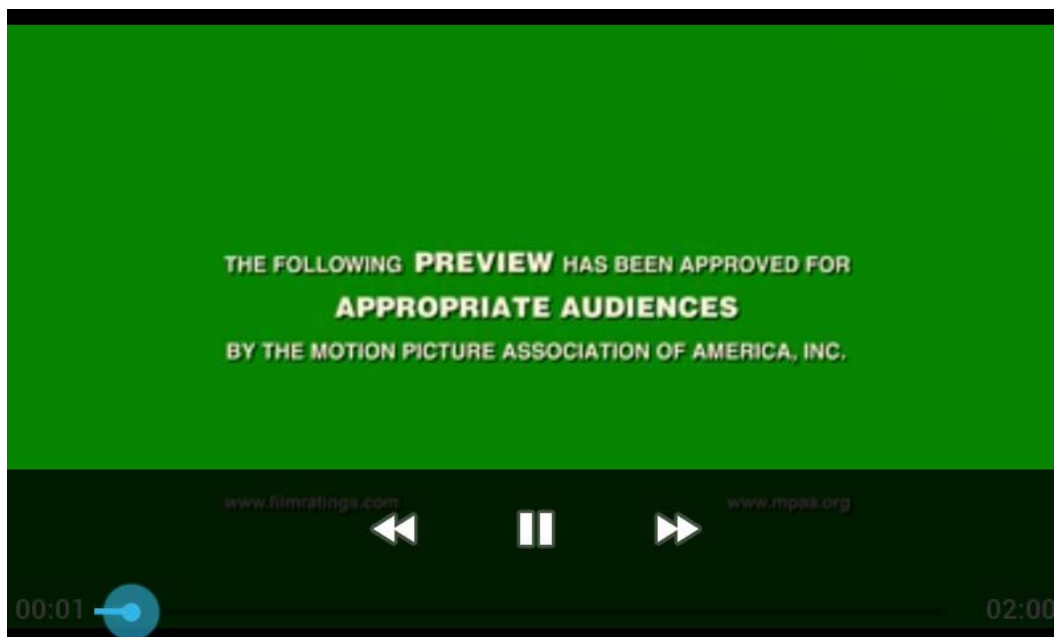 THE FOLLOWING PREVIEW HAS BEEN APPROVED FOR
APPROPRIATE AUDIENCES
BY THE MOTION PICTURE ASSOCIATION OF AMERICA, INC.
www.filmratings.com www.mpaa.org
00:01 02:00